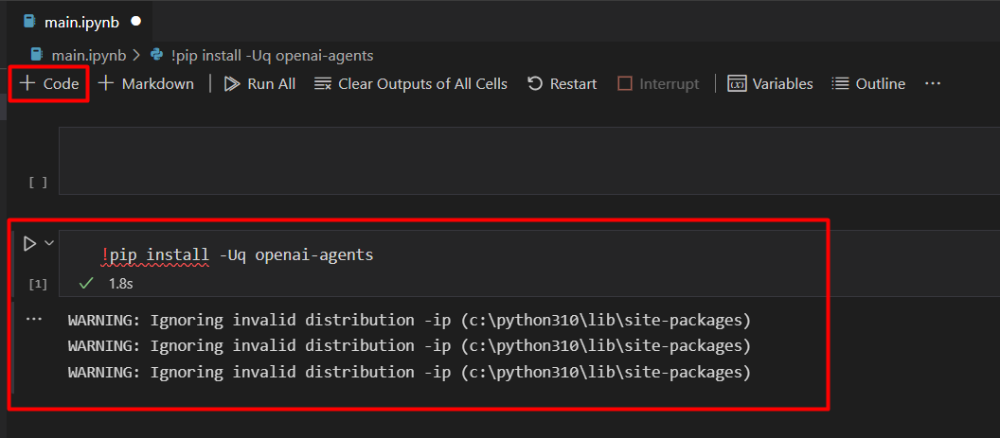 main.ipynb
main.ipynb > !pip install -Uq openai-agents
+ Code + Markdown | Run All Clear Outputs of All Cells Restart Interrupt | Variables Outline ...
[ ]
!pip install -Uq openai-agents
[1] 1.8s
... WARNING: Ignoring invalid distribution -ip (c:\python310\lib\site-packages)
WARNING: Ignoring invalid distribution -ip (c:\python310\lib\site-packages)
WARNING: Ignoring invalid distribution -ip (c:\python310\lib\site-packages)